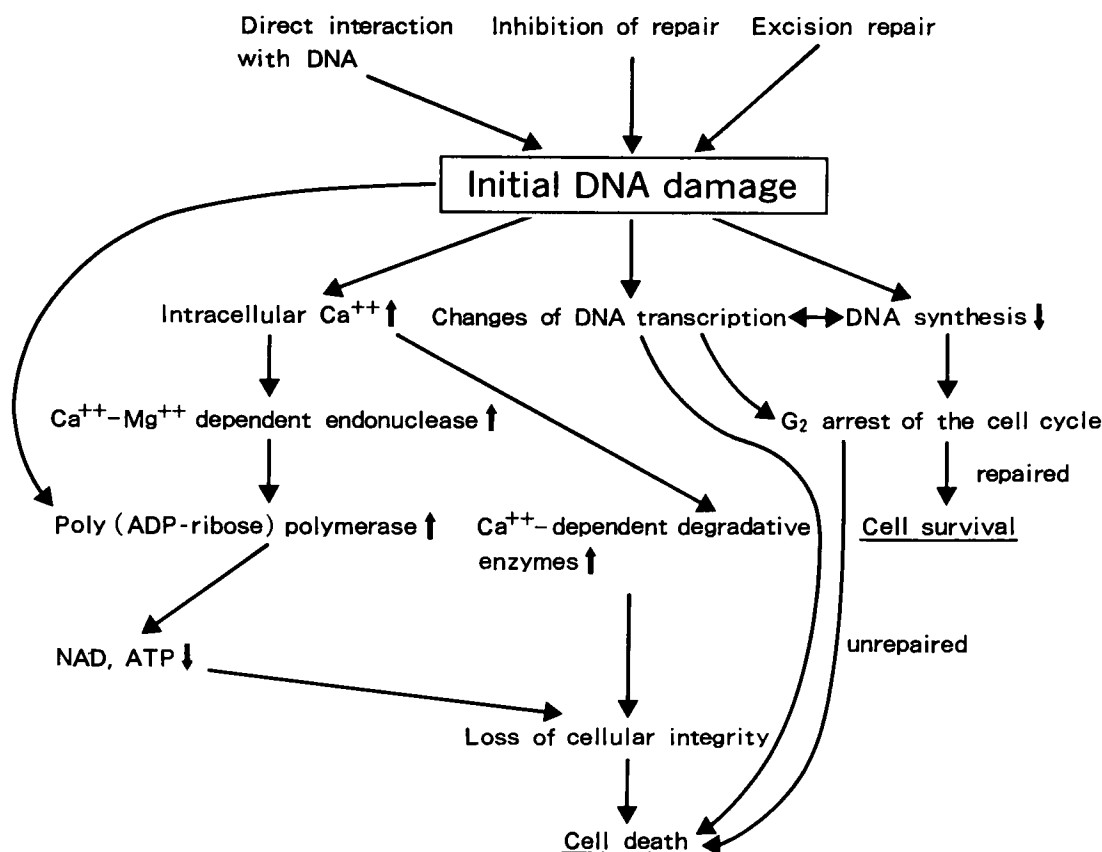 Direct interaction
with DNA
Inhibition of repair
Excision repair
Initial DNA damage
Intracellular Ca⁺⁺ ⬆
Changes of DNA transcription
DNA synthesis ⬇
Ca⁺⁺-Mg⁺⁺ dependent endonuclease ⬆
G₂ arrest of the cell cycle
repaired
Poly (ADP-ribose) polymerase ⬆
Ca⁺⁺-dependent degradative
enzymes ⬆
Cell survival
NAD, ATP ⬇
unrepaired
Loss of cellular integrity
Cell death